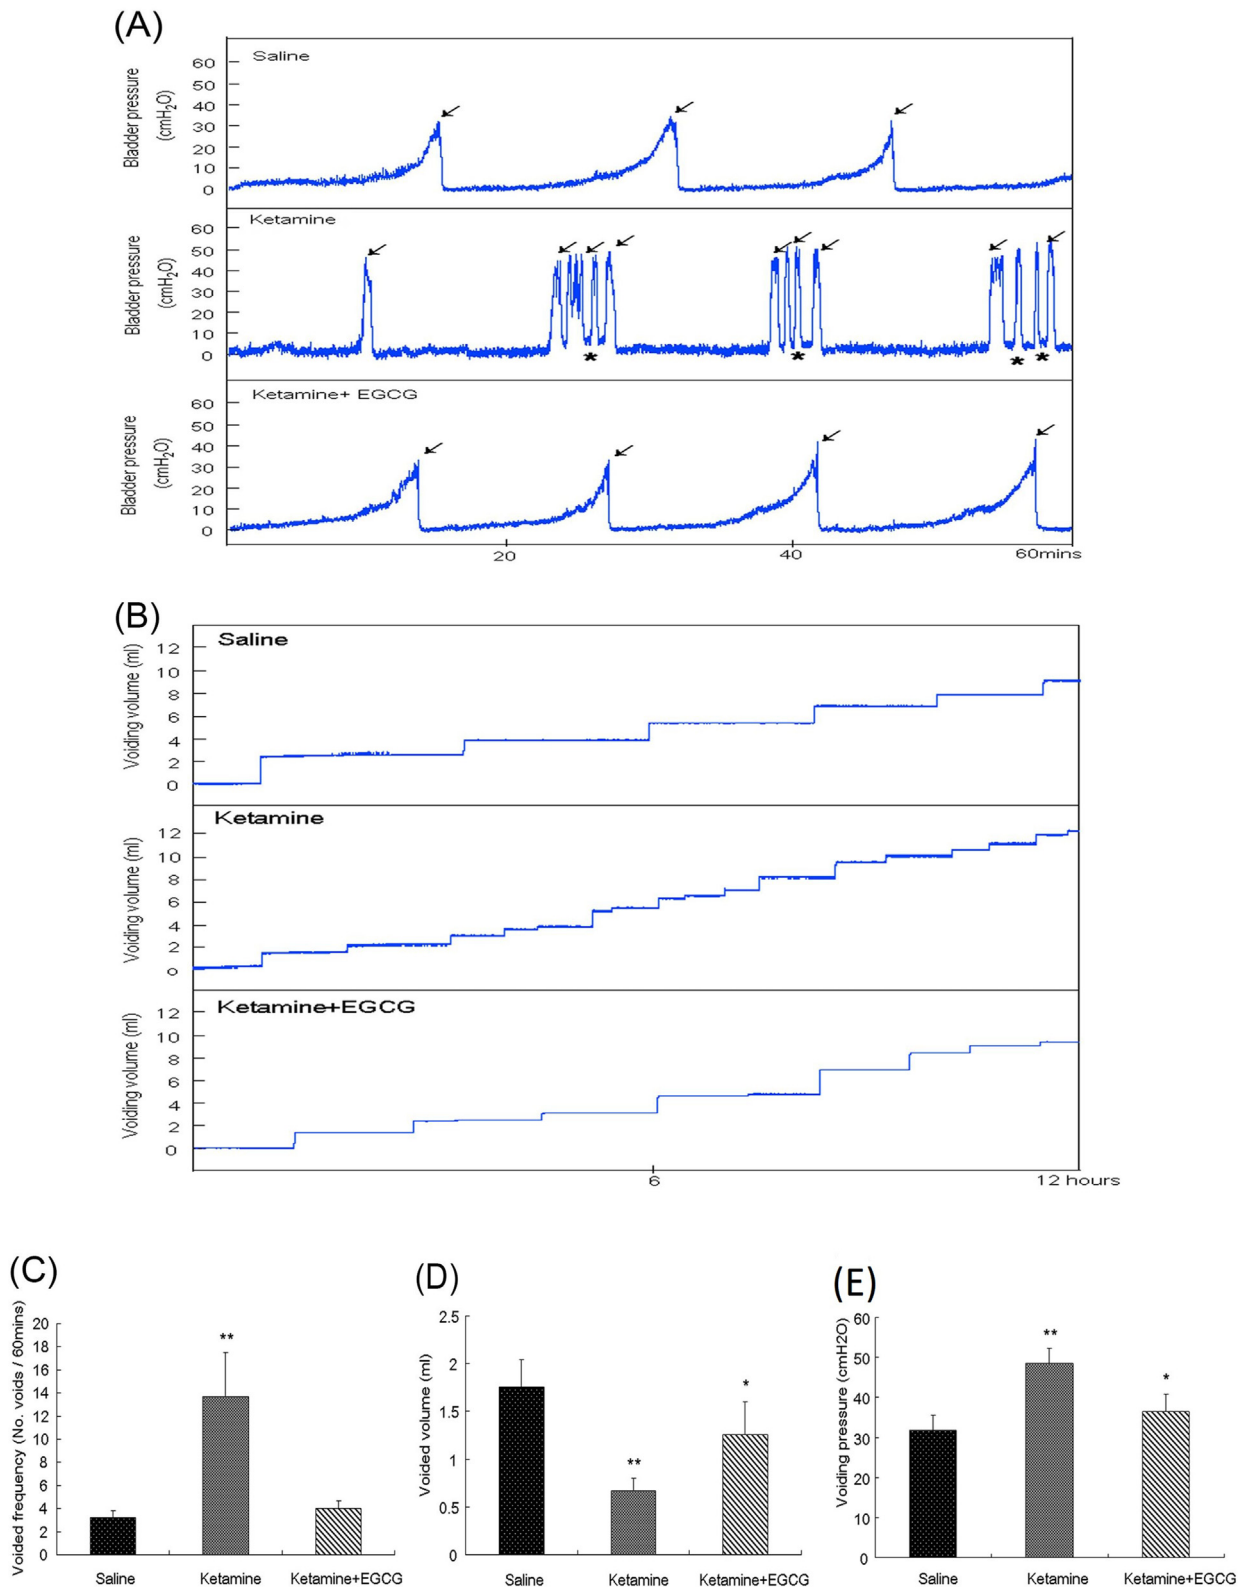 (A)
Saline
Bladder pressure
(cmH2O)
60
50
40
30
20
10
0
Ketamine
Bladder pressure
(cmH2O)
60
50
40
30
20
10
0
*
*
*
*
Ketamine+ EGCG
Bladder pressure
(cmH2O)
60
50
40
30
20
10
0
20
40
60mins
(B)
Saline
Voiding volume (ml)
12
10
8
6
4
2
0
Ketamine
Voiding volume (ml)
12
10
8
6
4
2
0
Ketamine+EGCG
Voiding volume (ml)
12
10
8
6
4
2
0
6
12 hours
(C)
Voided frequency (No. voids / 60mins)
20
18
16
14
12
10
8
6
4
2
0
**
Saline
Ketamine
Ketamine+EGCG
(D)
Voided volume (ml)
2.5
2
1.5
1
0.5
0
**
*
Saline
Ketamine
Ketamine+EGCG
(E)
Voiding pressure (cmH2O)
60
50
40
30
20
10
0
**
*
Saline
Ketamine
Ketamine+EGCG